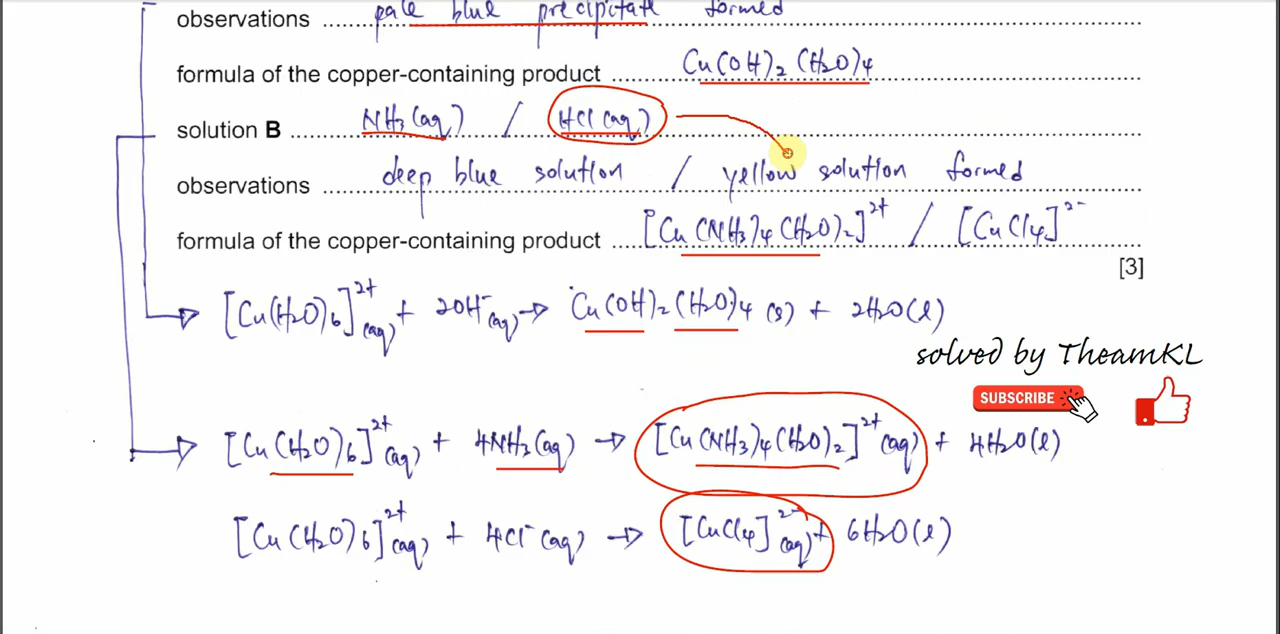 observations pale blue precipitate formed
formula of the copper-containing product Cu(OH)₂(H₂O)₄
solution B NH₃(aq) / HCl(aq)
observations deep blue solution / yellow solution formed
formula of the copper-containing product [Cu(NH₃)₄(H₂O)₂]²⁺ / [CuCl₄]²⁻
[3]
[Cu(H₂O)₆]²⁺(aq) + 2OH⁻(aq) → Cu(OH)₂(H₂O)₄(s) + 2H₂O(l)
solved by TheamKL
SUBSCRIBE
[Cu(H₂O)₆]²⁺(aq) + 4NH₃(aq) → [Cu(NH₃)₄(H₂O)₂]²⁺(aq) + 4H₂O(l)
[Cu(H₂O)₆]²⁺(aq) + 4Cl⁻(aq) → [CuCl₄]²⁻(aq) + 6H₂O(l)